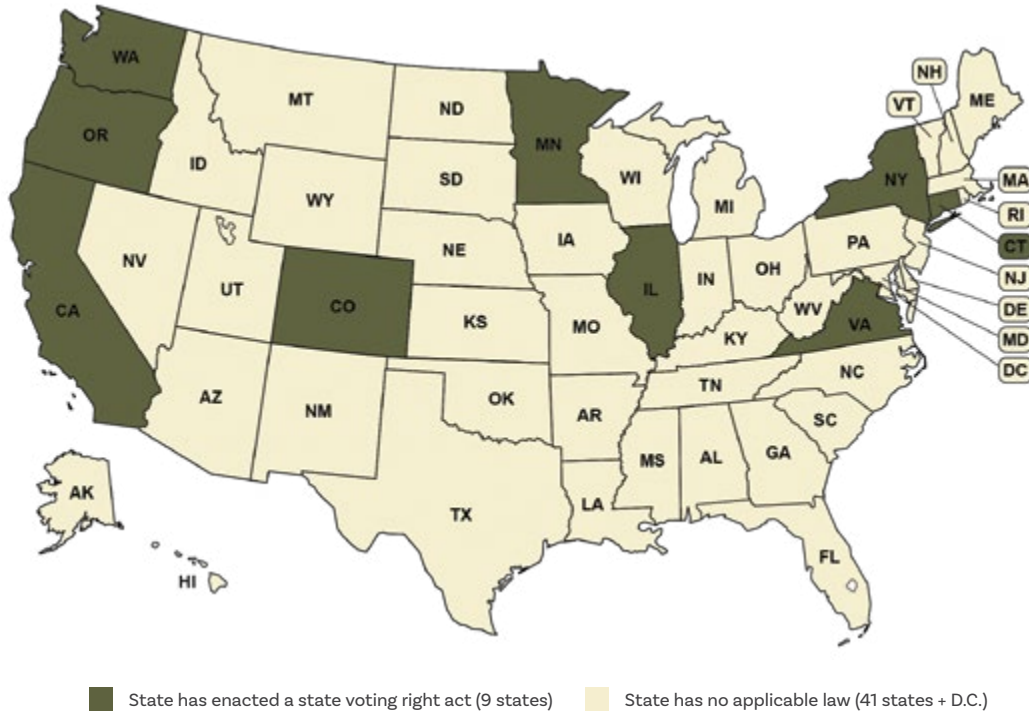 WA
MT
ND
MN
NH
VT
ME
OR
ID
SD
WI
MI
NY
MA
WY
RI
CT
NV
NE
IA
PA
NJ
UT
CO
IL
IN
OH
DE
CA
KS
MO
WV
VA
MD
KY
DC
AZ
NM
OK
AR
TN
NC
SC
MS
AL
GA
AK
TX
LA
FL
HI
State has enacted a state voting right act (9 states)
State has no applicable law (41 states + D.C.)